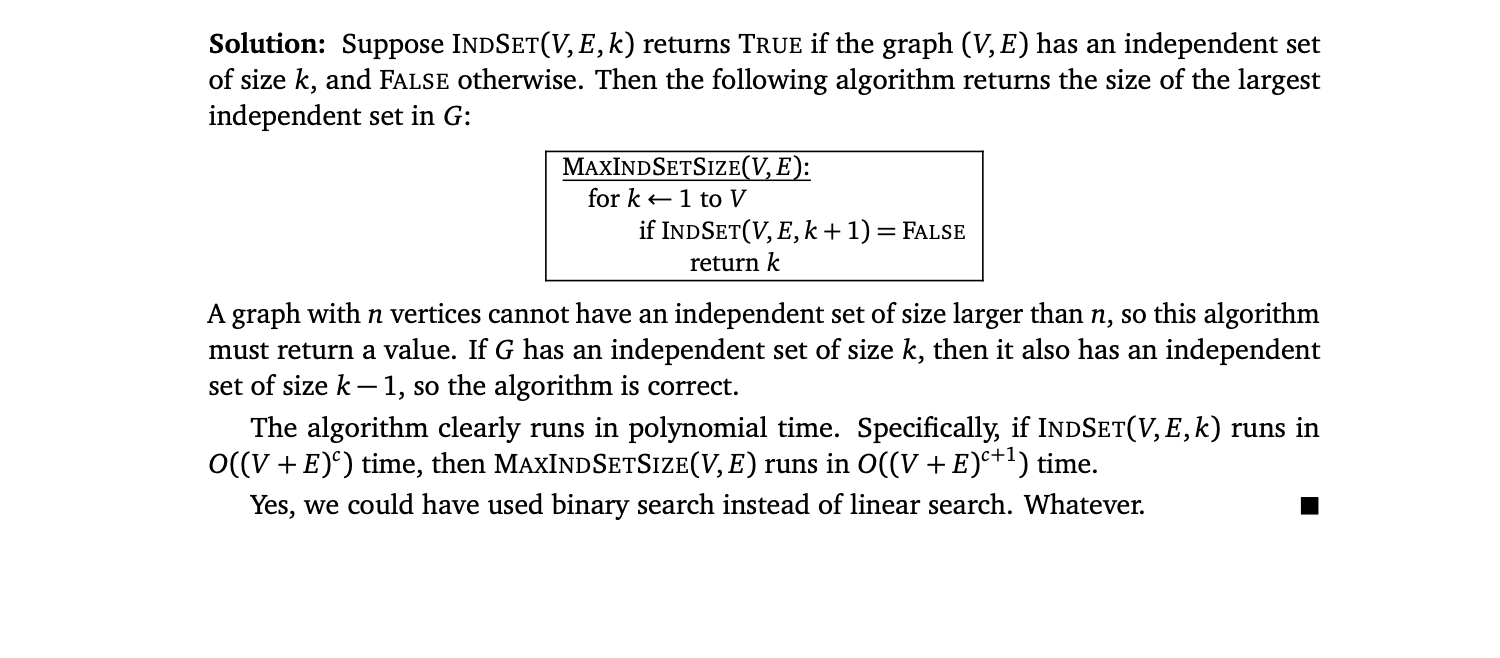 Solution: Suppose INDSET(V, E, k) returns TRUE if the graph (V, E) has an independent set
of size k, and FALSE otherwise. Then the following algorithm returns the size of the largest
independent set in G:
MAXINDSETSIZE(V, E):
for k ← 1 to V
if INDSET(V, E, k + 1) = FALSE
return k
A graph with n vertices cannot have an independent set of size larger than n, so this algorithm
must return a value. If G has an independent set of size k, then it also has an independent
set of size k − 1, so the algorithm is correct.
The algorithm clearly runs in polynomial time. Specifically, if INDSET(V, E, k) runs in
O((V + E)^c) time, then MAXINDSETSIZE(V, E) runs in O((V + E)^{c+1}) time.
Yes, we could have used binary search instead of linear search. Whatever. ■